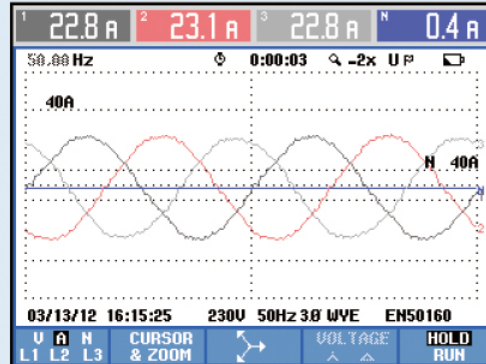 1 22.8 A 2 23.1 A 3 22.8 A N 0.4 A
50.00 Hz 0:00:03 -2x U
40A
3
N 40A
N
2
03/13/12 16:15:25 230V 50Hz 3Ø WYE EN50160
V A N CURSOR VOLTAGE HOLD
L1 L2 L3 & ZOOM RUN